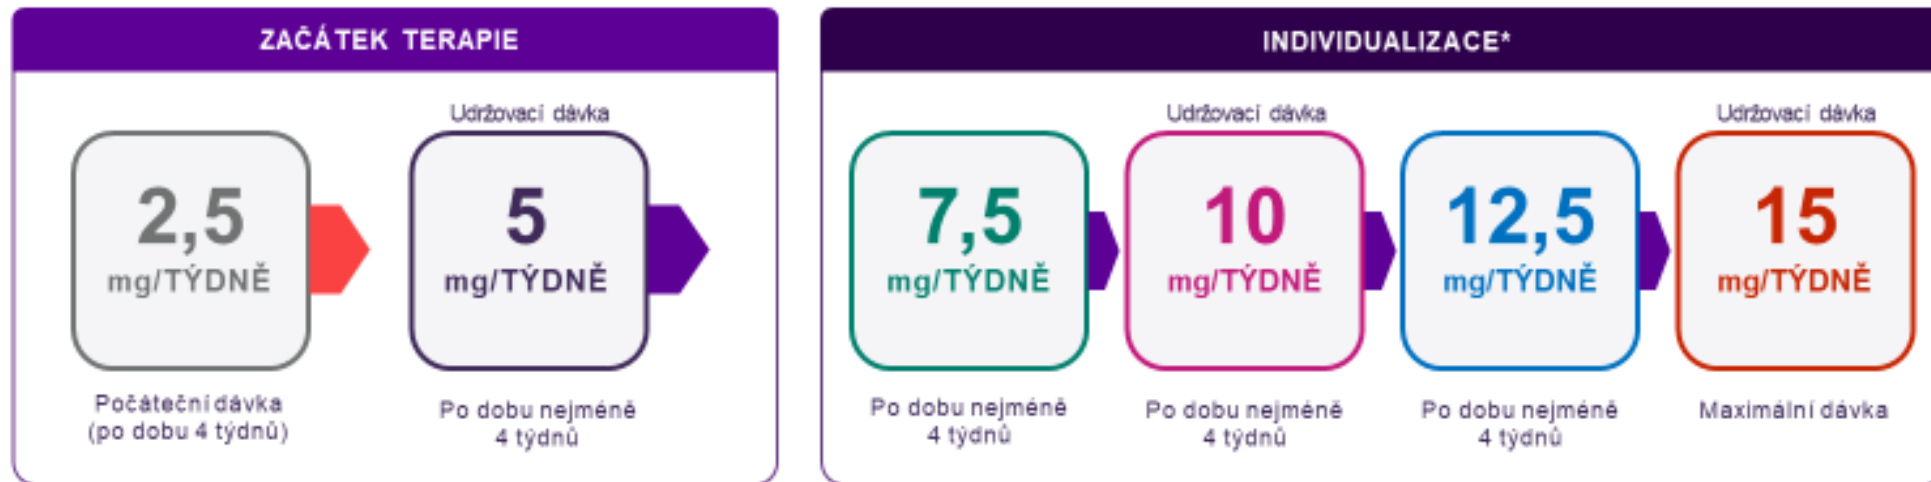 ZAČÁTEK TERAPIE
2,5
mg/TÝDNĚ
Počáteční dávka
(po dobu 4 týdnů)
Udržovací dávka
5
mg/TÝDNĚ
Po dobu nejméně
4 týdnů
INDIVIDUALIZACE*
7,5
mg/TÝDNĚ
Po dobu nejméně
4 týdnů
Udržovací dávka
10
mg/TÝDNĚ
Po dobu nejméně
4 týdnů
12,5
mg/TÝDNĚ
Po dobu nejméně
4 týdnů
Udržovací dávka
15
mg/TÝDNĚ
Maximální dávka